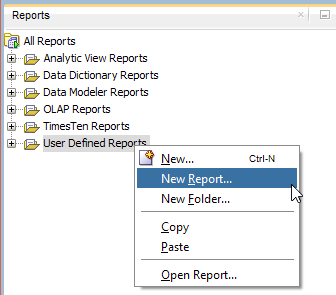 Reports
All Reports
Analytic View Reports
Data Dictionary Reports
Data Modeler Reports
OLAP Reports
TimesTen Reports
User Defined Reports
New... Ctrl-N
New Report...
New Folder...
Copy
Paste
Open Report...